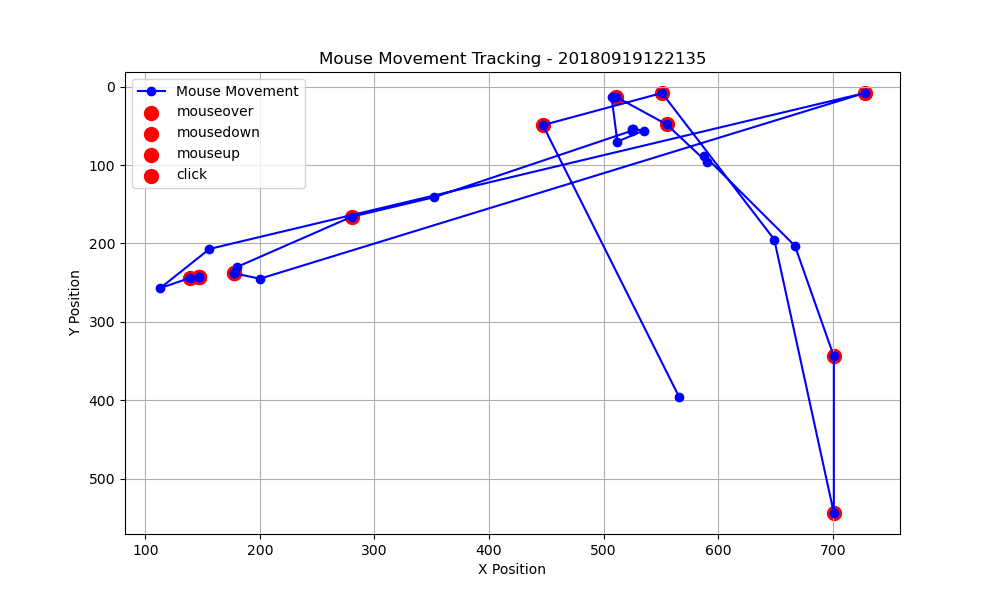 Mouse Movement Tracking - 20180919122135
Mouse Movement
mouseover
mousedown
mouseup
click
0
100
200
300
400
500
Y Position
100 200 300 400 500 600 700
X Position